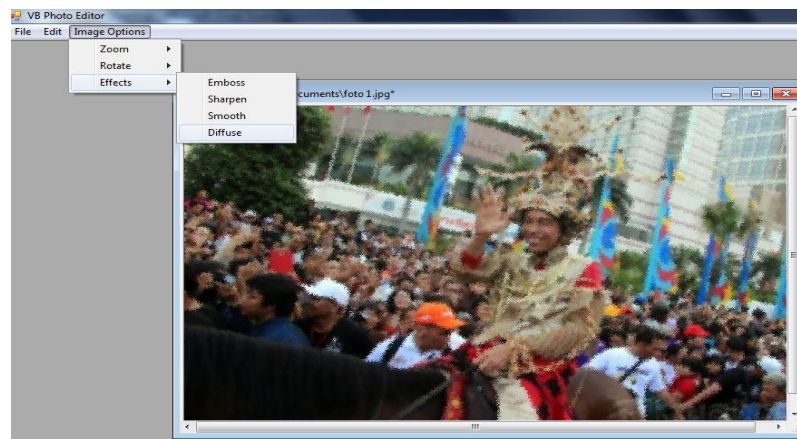 VB Photo Editor
File Edit Image Options
Zoom
Rotate
Effects
Emboss
Sharpen
Smooth
Diffuse
cuments\foto 1.jpg*